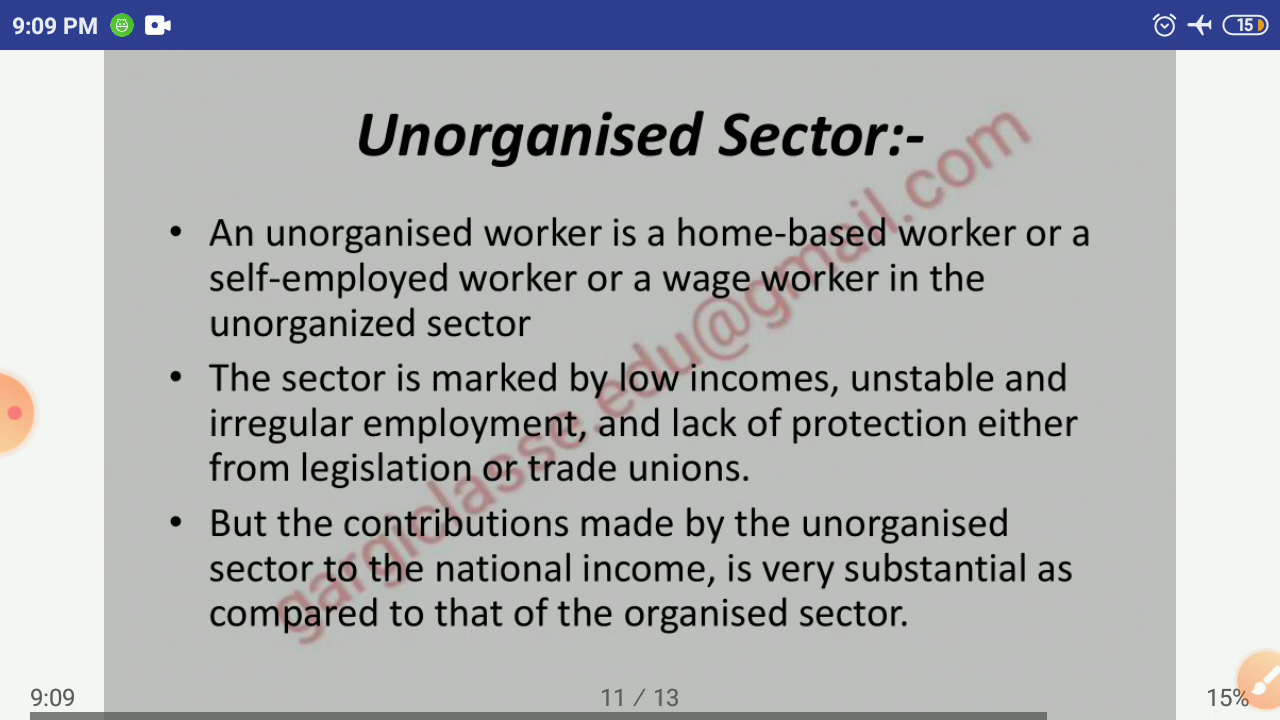 9:09 PM
15
Unorganised Sector:-
• An unorganised worker is a home-based worker or a
self-employed worker or a wage worker in the
unorganized sector
• The sector is marked by low incomes, unstable and
irregular employment, and lack of protection either
from legislation or trade unions.
• But the contributions made by the unorganised
sector to the national income, is very substantial as
compared to that of the organised sector.
gargiclasse.edu@gmail.com
9:09
11 / 13
15%